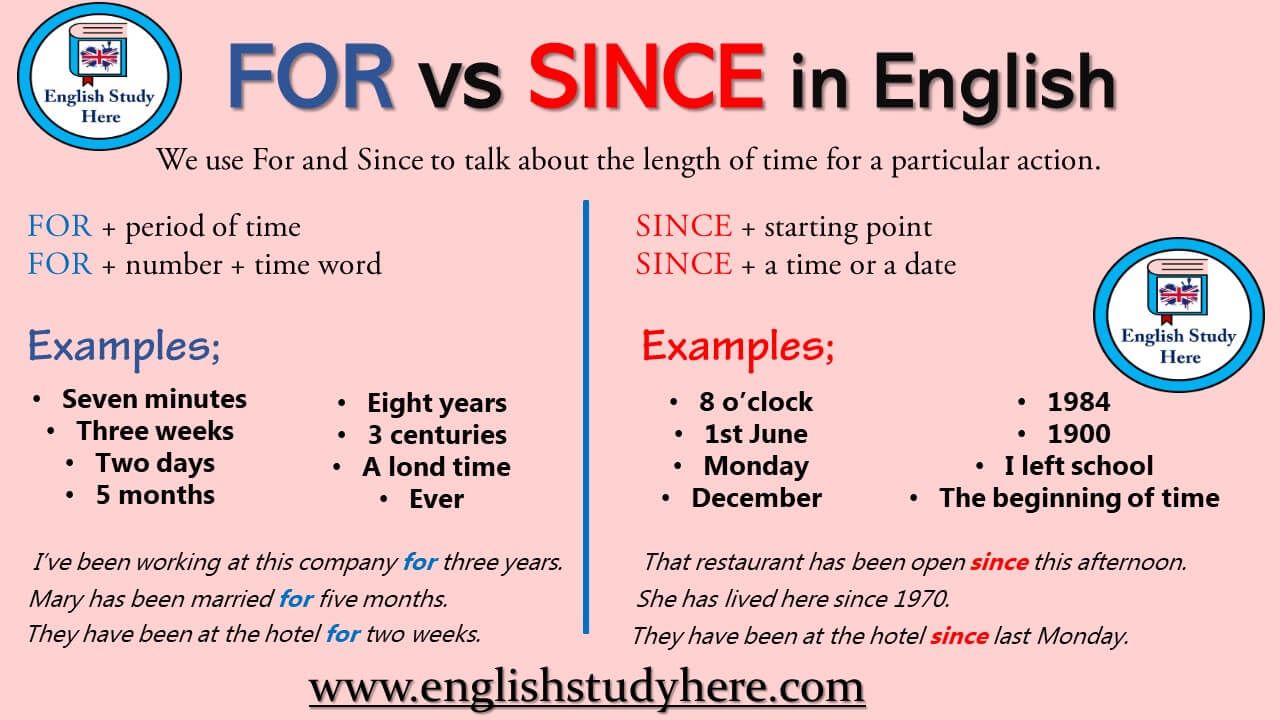 English Study
Here
FOR vs SINCE in English
We use For and Since to talk about the length of time for a particular action.
FOR + period of time
FOR + number + time word
Examples;
• Seven minutes
• Three weeks
• Two days
• 5 months
• Eight years
• 3 centuries
• A lond time
• Ever
I’ve been working at this company for three years.
Mary has been married for five months.
They have been at the hotel for two weeks.
SINCE + starting point
SINCE + a time or a date
English Study
Here
Examples;
• 8 o’clock
• 1st June
• Monday
• December
• 1984
• 1900
• I left school
• The beginning of time
That restaurant has been open since this afternoon.
She has lived here since 1970.
They have been at the hotel since last Monday.
www.englishstudyhere.com